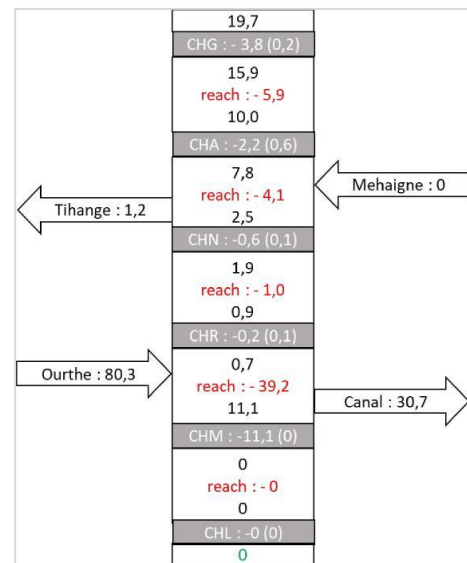 19,7
CHG : - 3,8 (0,2)
15,9
reach : - 5,9
10,0
CHA : -2,2 (0,6)
7,8
Mehaigne : 0
reach : - 4,1
Tihange : 1,2
2,5
CHN : -0,6 (0,1)
1,9
reach : - 1,0
0,9
CHR : -0,2 (0,1)
0,7
Ourthe : 80,3
reach : - 39,2
Canal : 30,7
11,1
CHM : -11,1 (0)
0
reach : - 0
0
CHL : -0 (0)
0